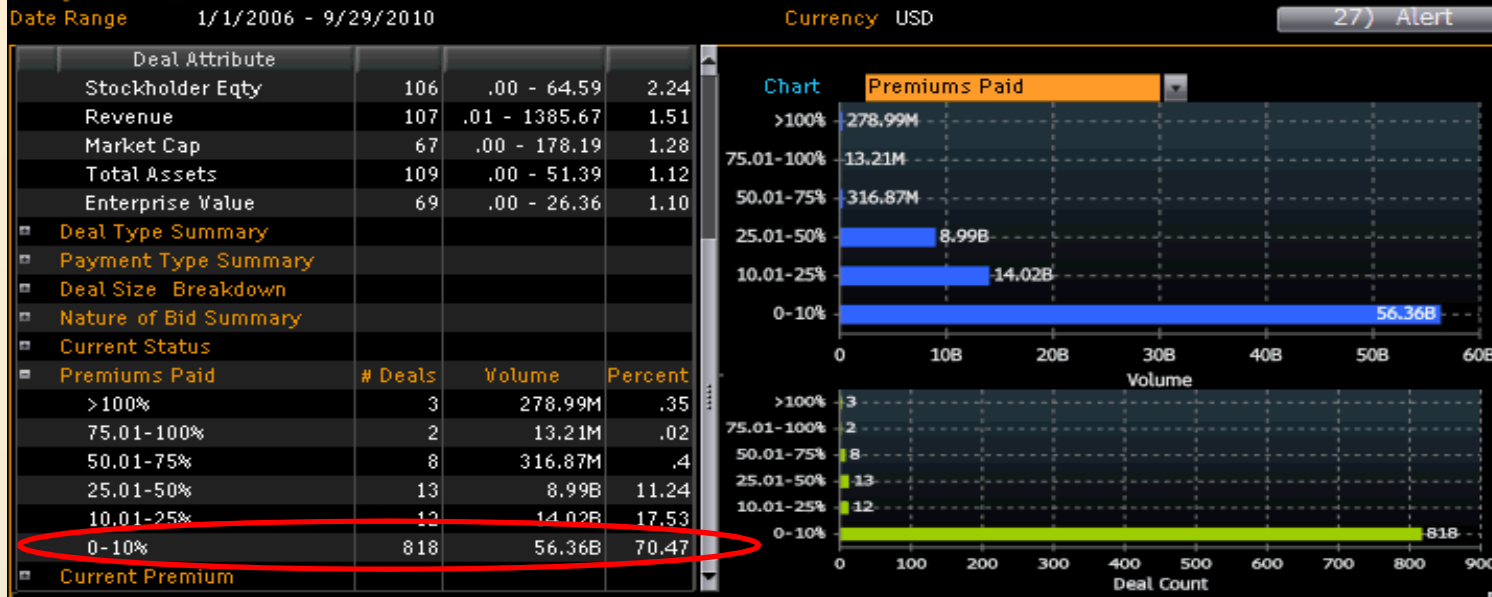 Date Range 1/1/2006 - 9/29/2010 Currency USD 27) Alert
Deal Attribute
Stockholder Eqty 106 .00 - 64.59 2.24
Revenue 107 .01 - 1385.67 1.51
Market Cap 67 .00 - 178.19 1.28
Total Assets 109 .00 - 51.39 1.12
Enterprise Value 69 .00 - 26.36 1.10
Deal Type Summary
Payment Type Summary
Deal Size Breakdown
Nature of Bid Summary
Current Status
Premiums Paid # Deals Volume Percent
>100% 3 278.99M .35
75.01-100% 2 13.21M .02
50.01-75% 8 316.87M .4
25.01-50% 13 8.99B 11.24
10.01-25% 12 14.02B 17.53
0-10% 818 56.36B 70.47
Current Premium
Chart Premiums Paid
>100% 278.99M
75.01-100% 13.21M
50.01-75% 316.87M
25.01-50% 8.99B
10.01-25% 14.02B
0-10% 56.36B
0 10B 20B 30B 40B 50B 60B
Volume
>100% 3
75.01-100% 2
50.01-75% 8
25.01-50% 13
10.01-25% 12
0-10% 818
0 100 200 300 400 500 600 700 800 900
Deal Count